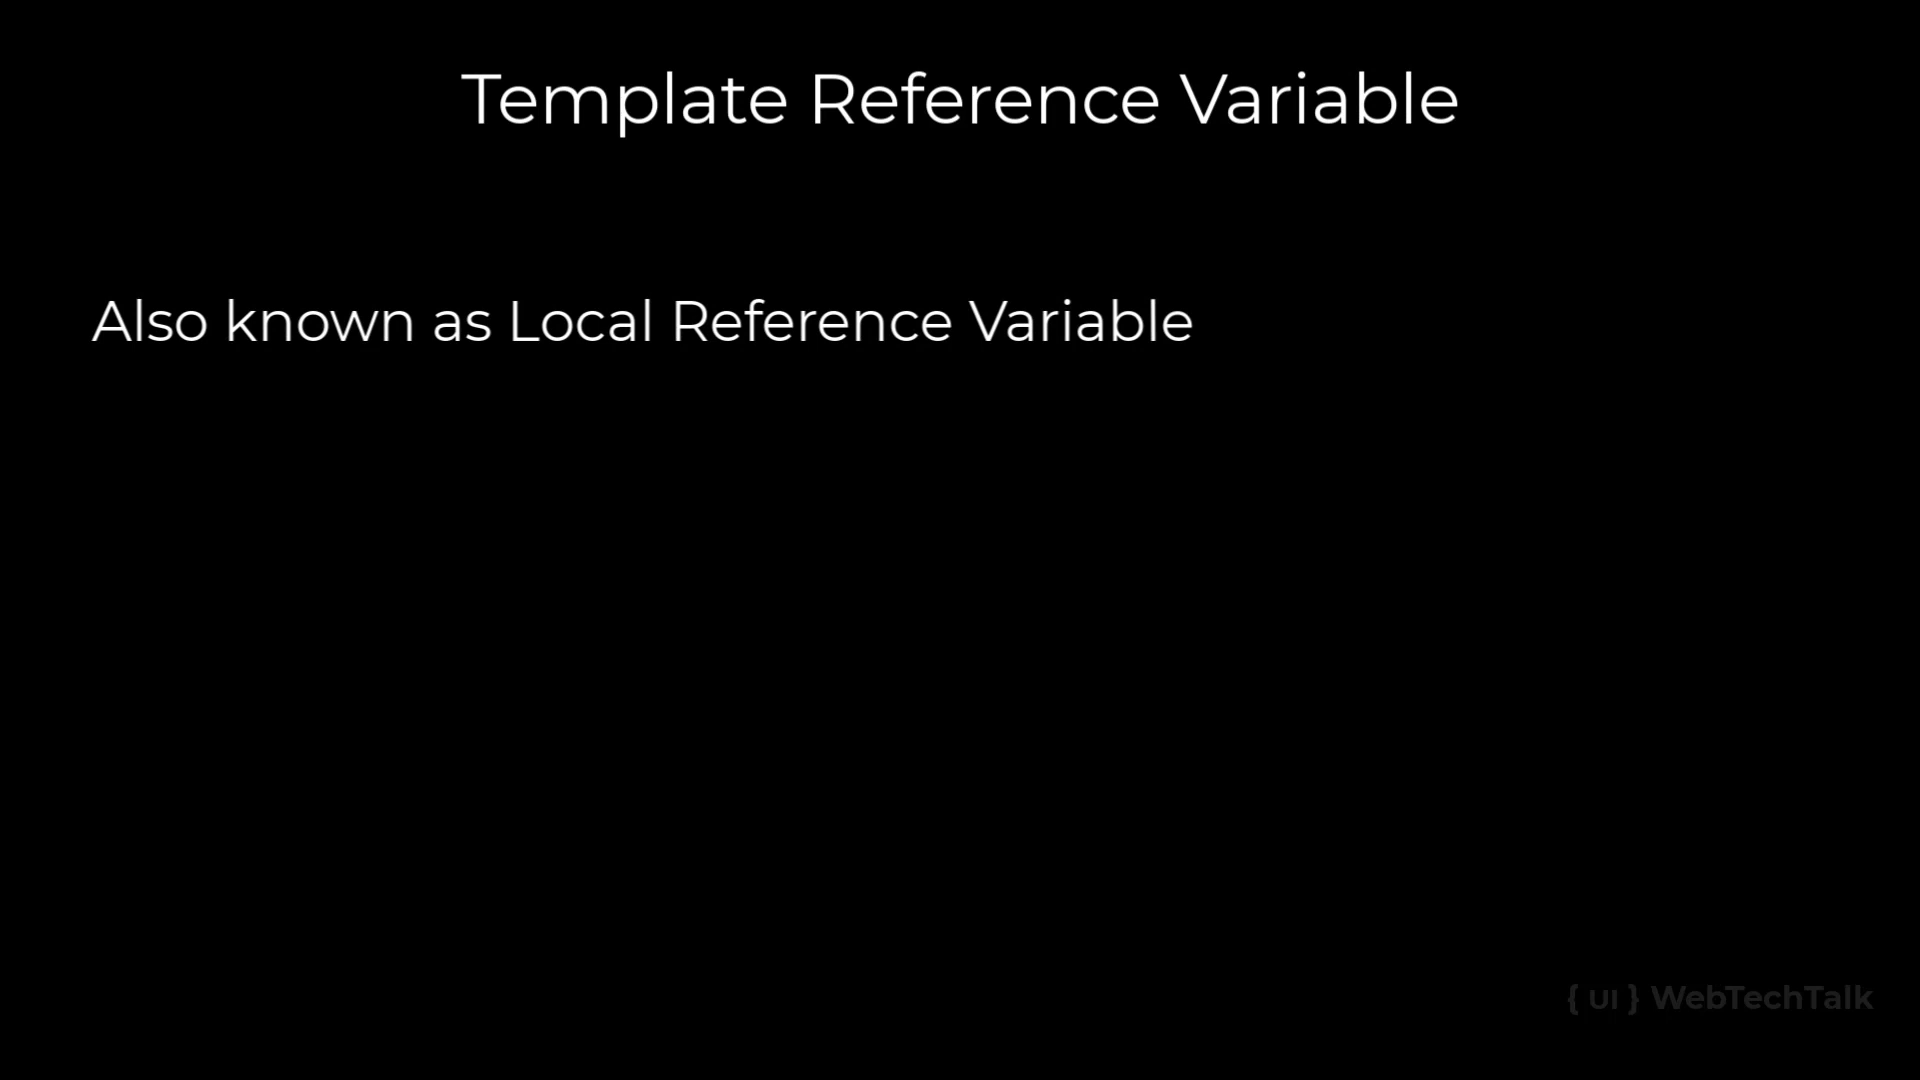 Template Reference Variable
Also known as Local Reference Variable
{ UI } WebTechTalk